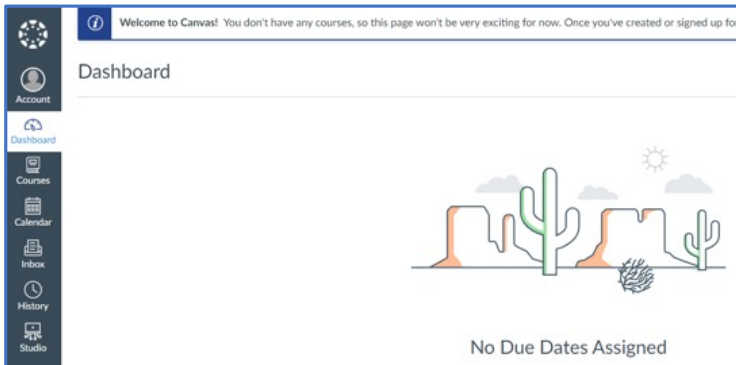 Welcome to Canvas! You don't have any courses, so this page won't be very exciting for now. Once you've created or signed up for
Dashboard
Account
Dashboard
Courses
Calendar
Inbox
History
Studio
No Due Dates Assigned